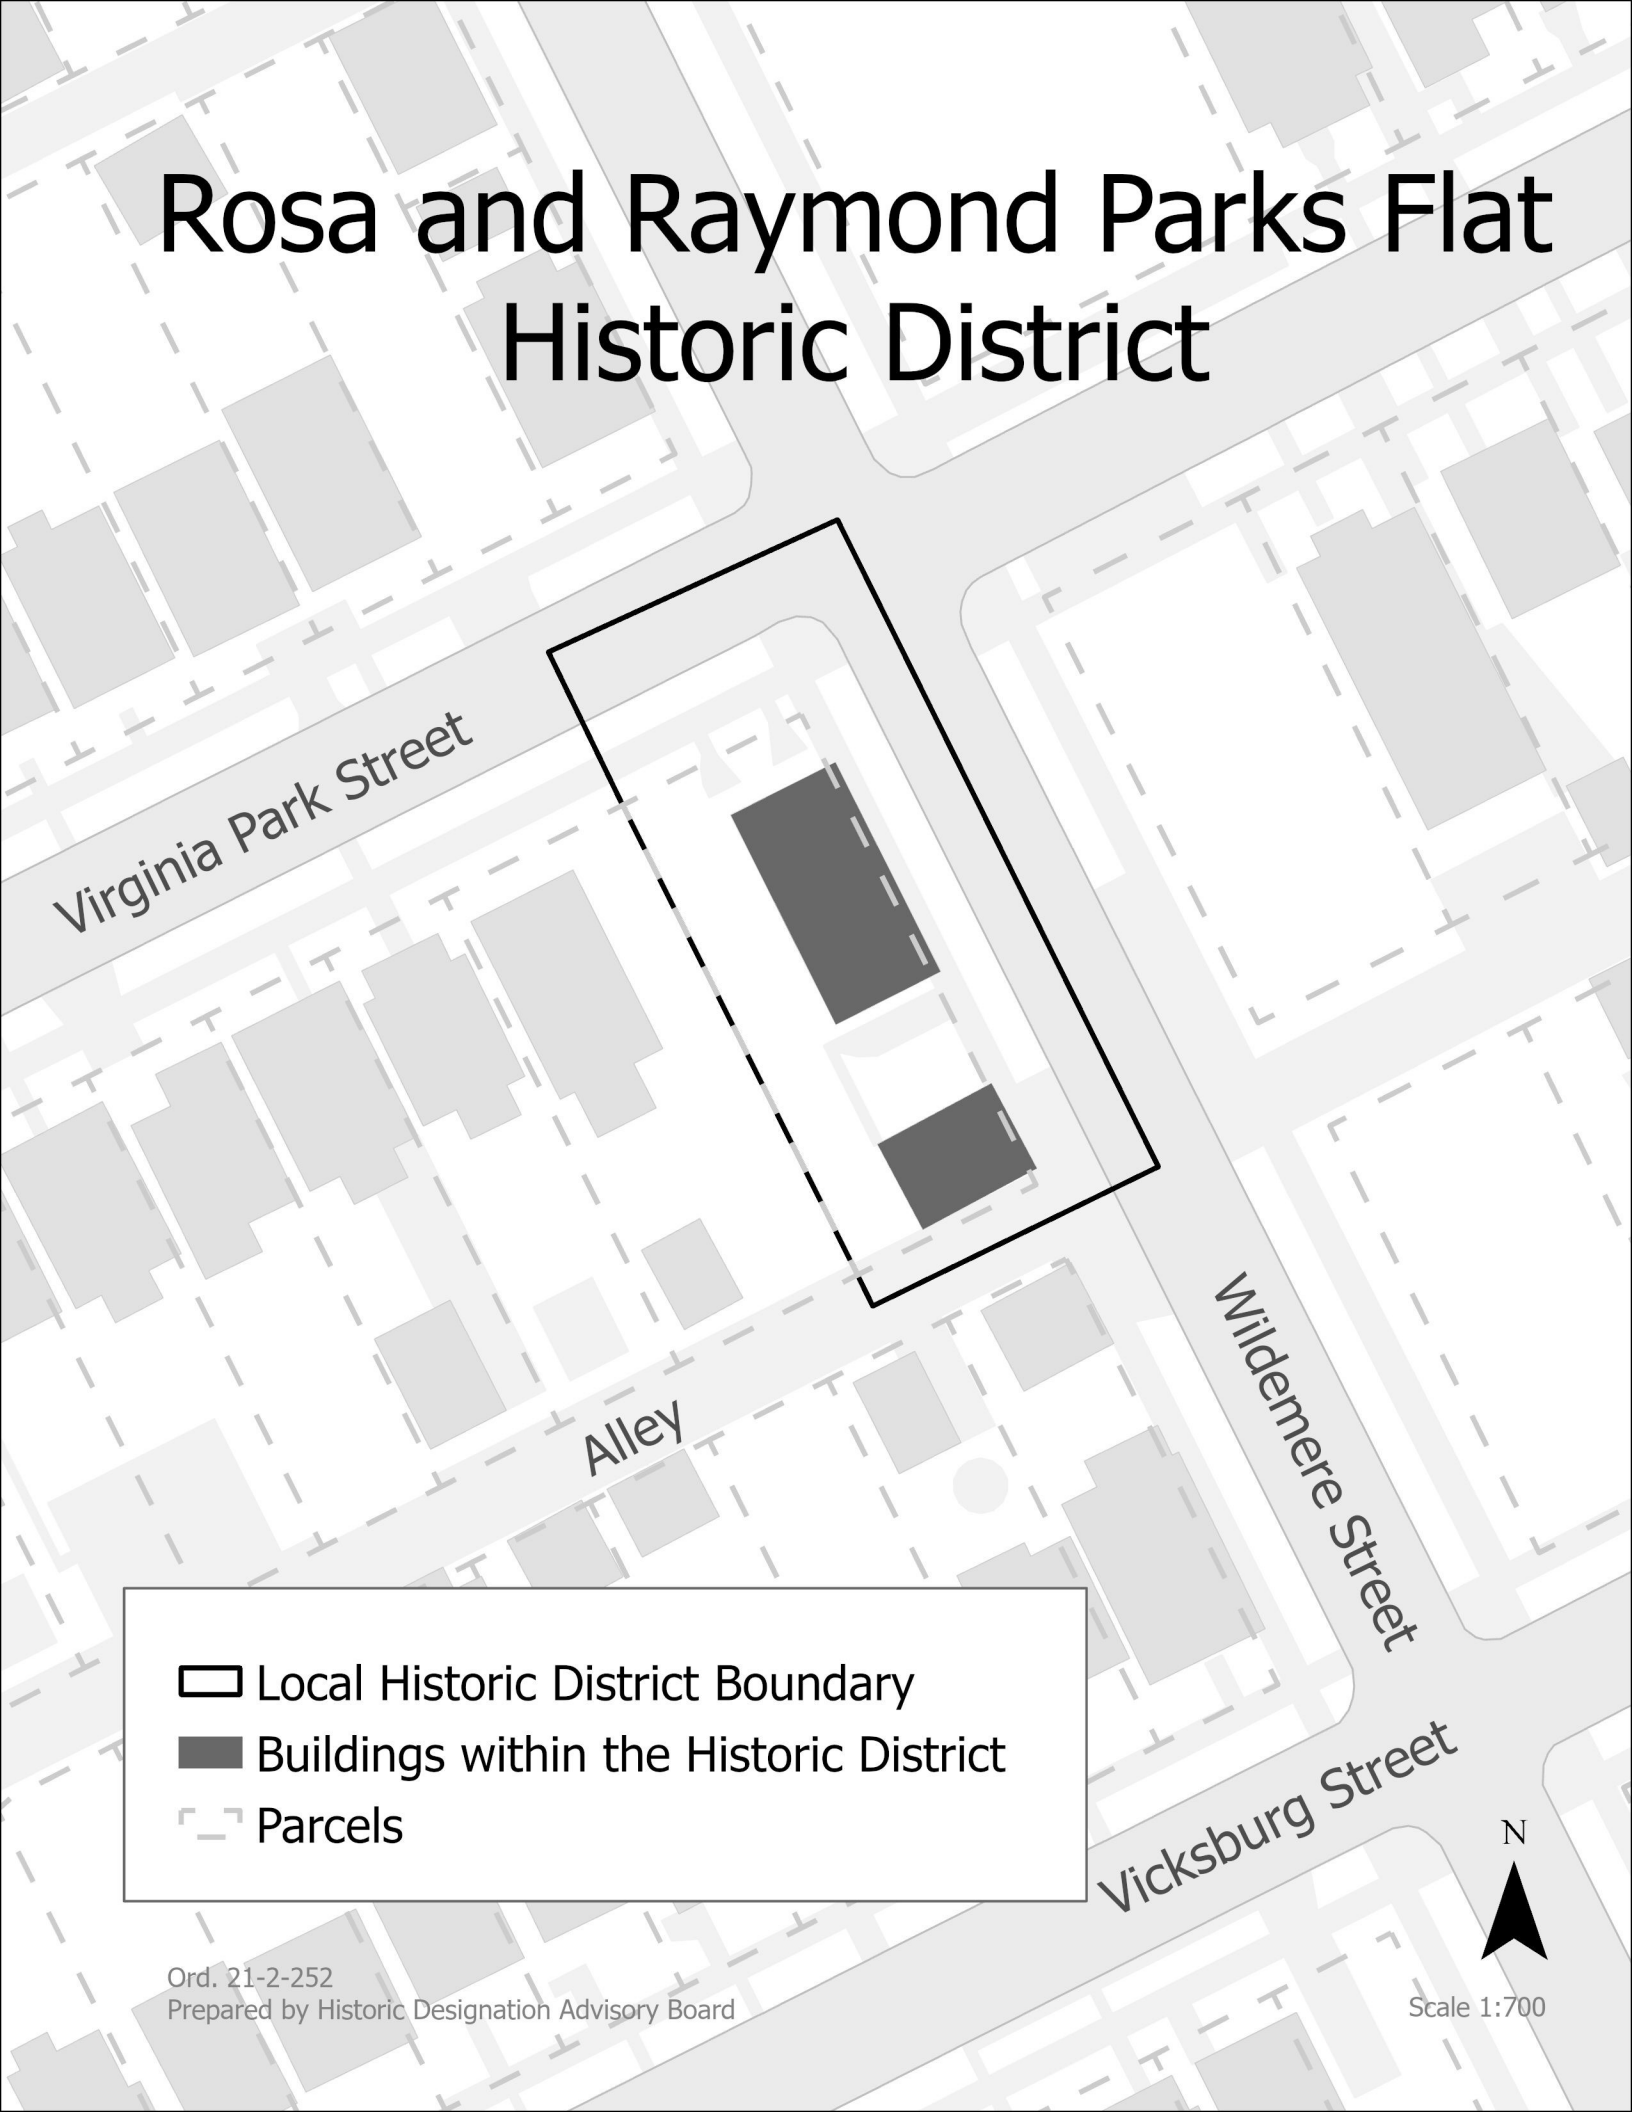 Rosa and Raymond Parks Flat
Historic District
Virginia Park Street
Wildemere Street
Alley
Local Historic District Boundary
Buildings within the Historic District
Parcels
Vicksburg Street
N
Ord. 21-2-252
Prepared by Historic Designation Advisory Board
Scale 1:700